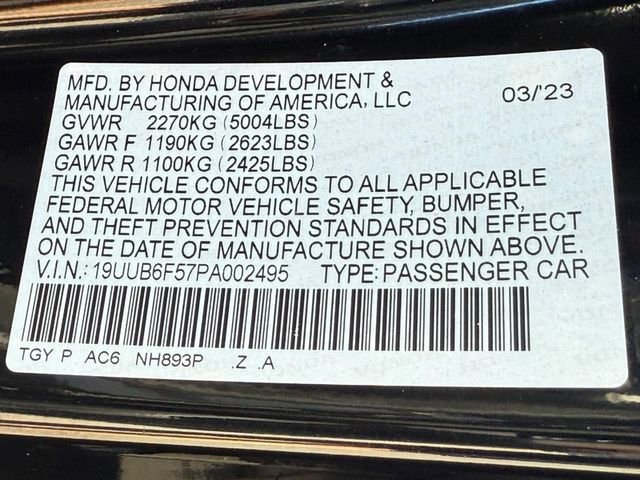 MFD. BY HONDA DEVELOPMENT &
MANUFACTURING OF AMERICA, LLC 03/'23
GVWR 2270KG (5004LBS)
GAWR F 1190KG (2623LBS)
GAWR R 1100KG (2425LBS)
THIS VEHICLE CONFORMS TO ALL APPLICABLE
FEDERAL MOTOR VEHICLE SAFETY, BUMPER,
AND THEFT PREVENTION STANDARDS IN EFFECT
ON THE DATE OF MANUFACTURE SHOWN ABOVE.
V.I.N.: 19UUB6F57PA002495 TYPE: PASSENGER CAR
TGY P AC6 NH893P .Z .A